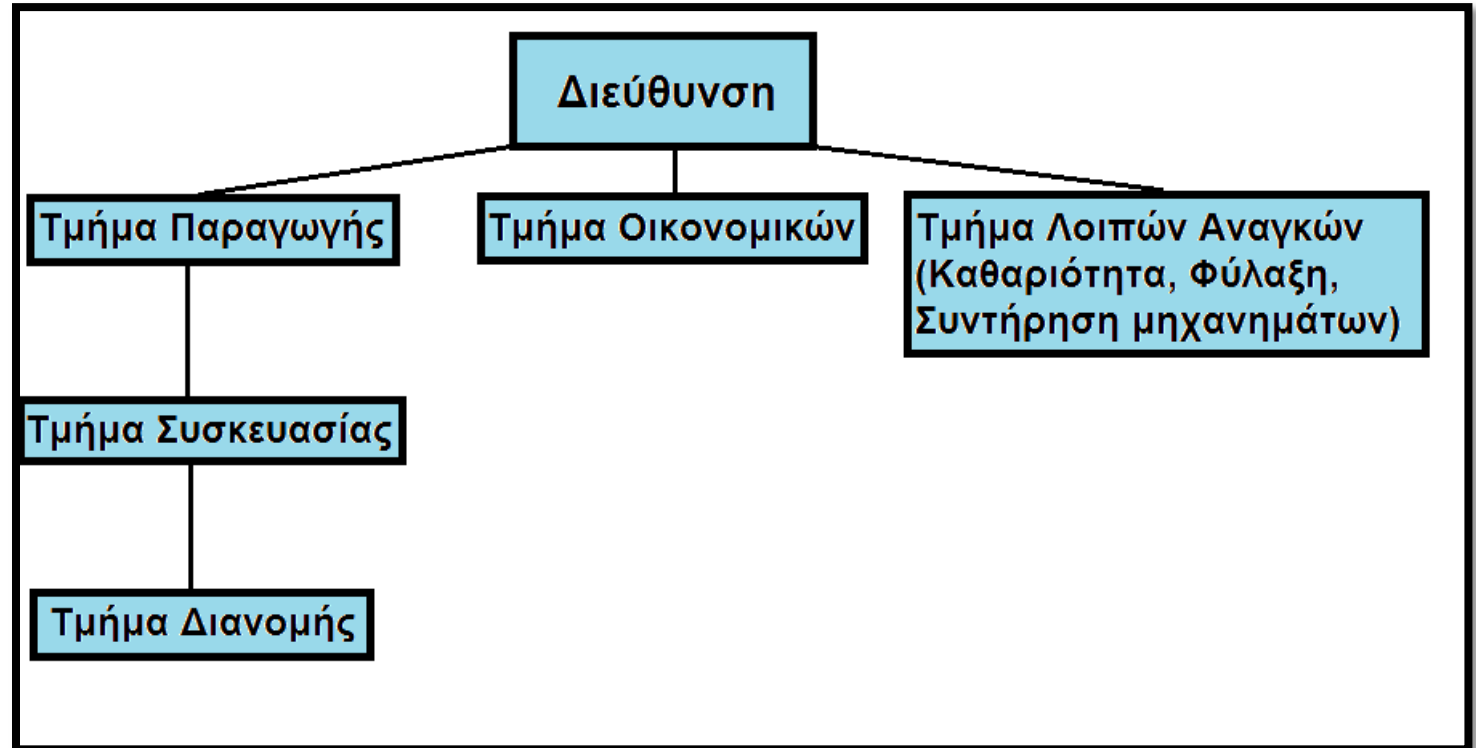 Διεύθυνση
Τμήμα Παραγωγής
Τμήμα Οικονομικών
Τμήμα Λοιπών Αναγκών
(Καθαριότητα, Φύλαξη,
Συντήρηση μηχανημάτων)
Τμήμα Συσκευασίας
Τμήμα Διανομής